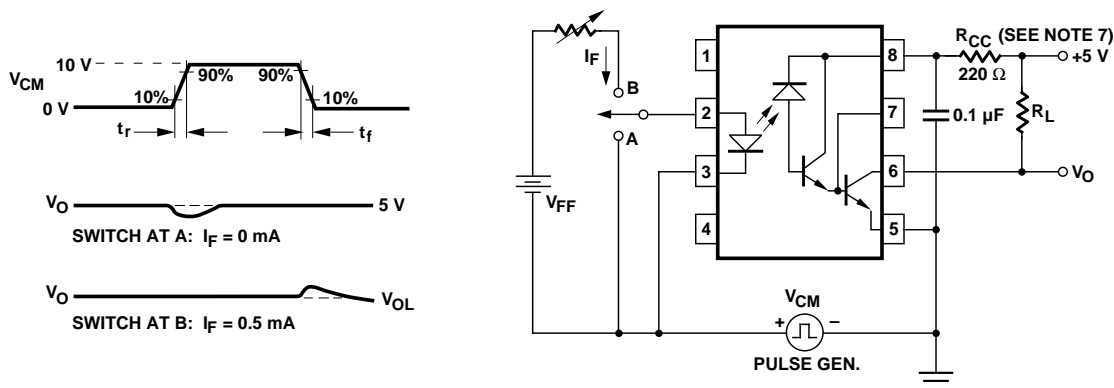 10 V
V_CM
90% 90%
10% 10%
0 V
t_r t_f
V_O 5 V
SWITCH AT A: I_F = 0 mA
V_O V_OL
SWITCH AT B: I_F = 0.5 mA
I_F
B
A
V_FF
1
2
3
4
8
7
6
5
R_CC (SEE NOTE 7)
220 Ω
+5 V
0.1 µF
R_L
V_O
V_CM
+ –
PULSE GEN.